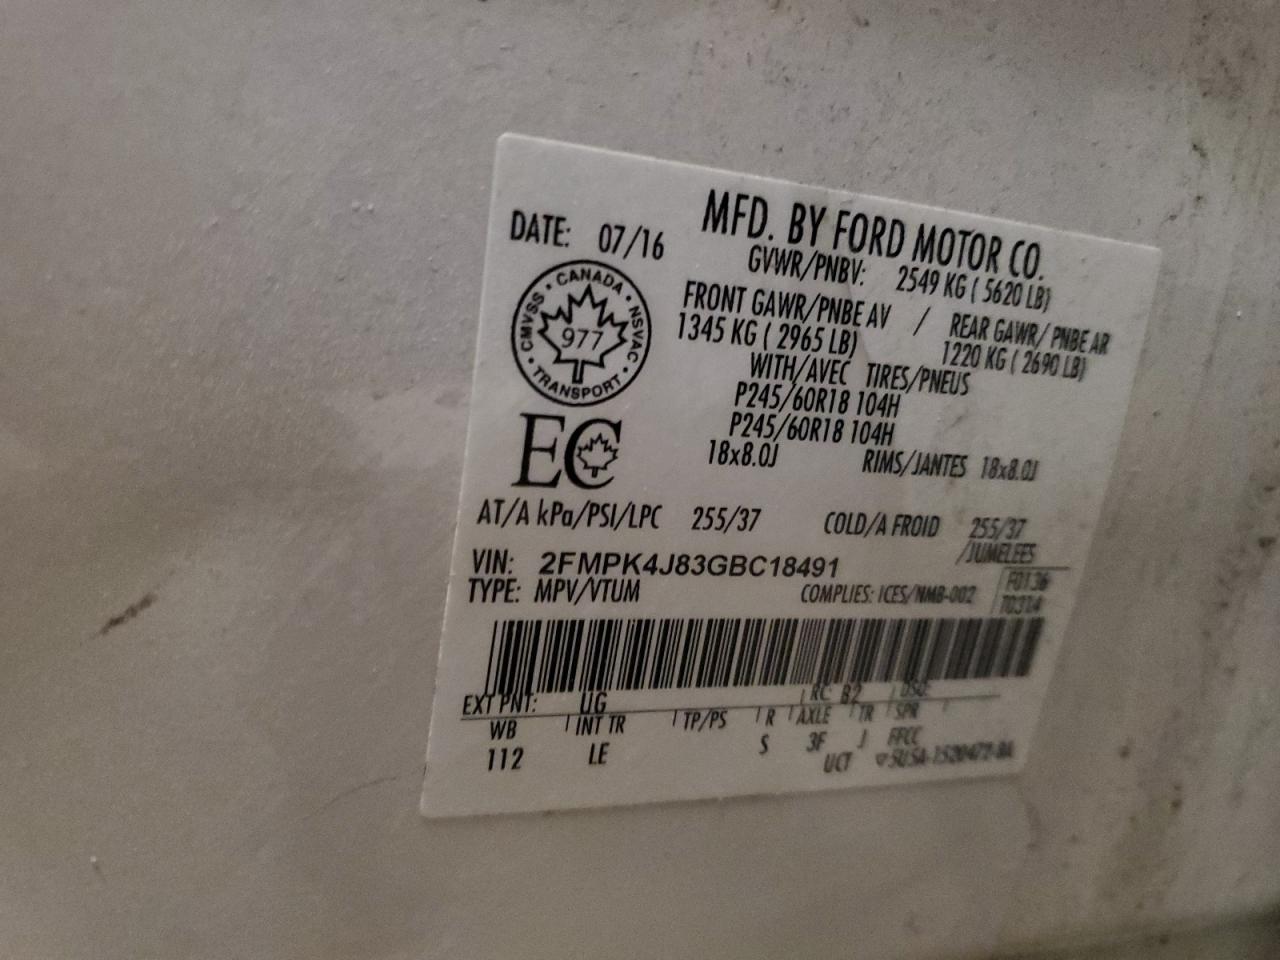 MFD. BY FORD MOTOR CO.
DATE: 07/16
GVWR/PNBV: 2549 KG ( 5620 LB)
FRONT GAWR/PNBE AV / REAR GAWR/ PNBE AR
1345 KG ( 2965 LB) 1220 KG ( 2690 LB)
WITH/AVEC TIRES/PNEUS
P245/60R18 104H
P245/60R18 104H
18x8.0J RIMS/JANTES 18x8.0J
CANADA · NSVAC · TRANSPORT · CMVSS ·
977
EC
AT/A kPa/PSI/LPC 255/37 COLD/A FROID 255/37
/JUMELEES
VIN: 2FMPK4J83GBC18491
TYPE: MPV/VTUM COMPLIES: ICES/NMB-002
F0136
T0314
EXT PNT: UG RC: B2 DSO:
WB INT TR TP/PS R AXLE TR SPR
112 LE S 3F J FFCC
UCT